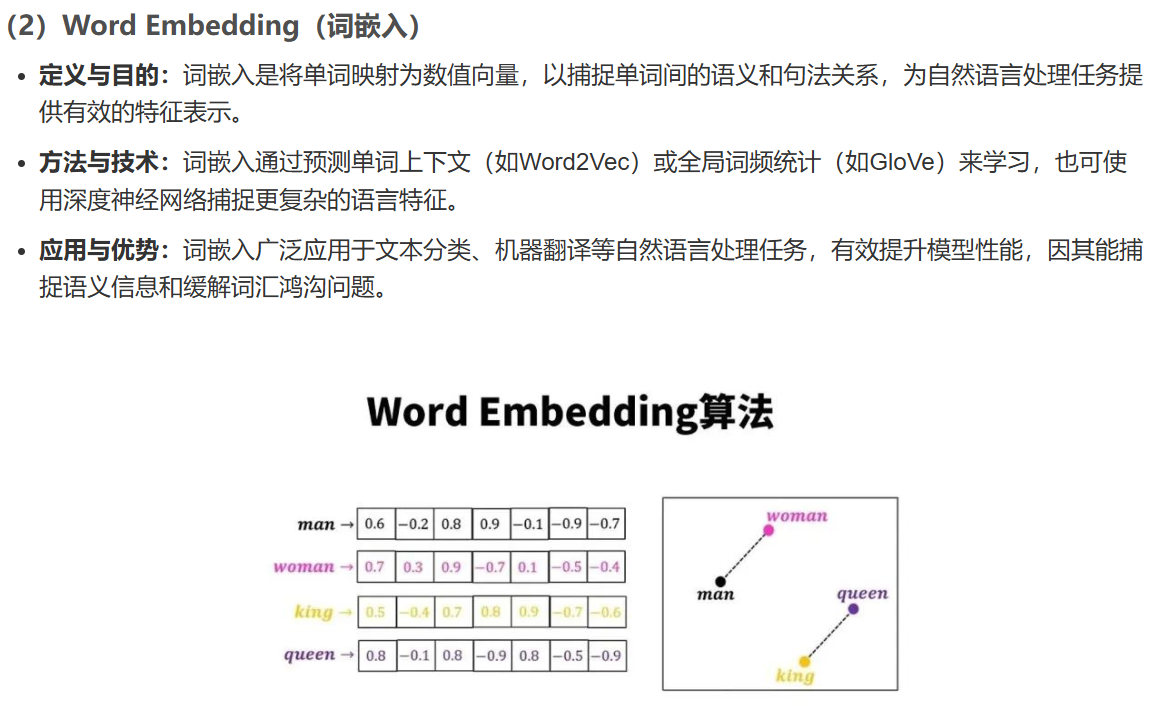 （2）Word Embedding（词嵌入）
• 定义与目的：词嵌入是将单词映射为数值向量，以捕捉单词间的语义和句法关系，为自然语言处理任务提
供有效的特征表示。
• 方法与技术：词嵌入通过预测单词上下文（如Word2Vec）或全局词频统计（如GloVe）来学习，也可使
用深度神经网络捕捉更复杂的语言特征。
• 应用与优势：词嵌入广泛应用于文本分类、机器翻译等自然语言处理任务，有效提升模型性能，因其能捕
捉语义信息和缓解词汇鸿沟问题。
Word Embedding算法
man → 0.6 −0.2 0.8 0.9 −0.1 −0.9 −0.7
woman → 0.7 0.3 0.9 −0.7 0.1 −0.5 −0.4
king → 0.5 −0.4 0.7 0.8 0.9 −0.7 −0.6
queen → 0.8 −0.1 0.8 −0.9 0.8 −0.5 −0.9
woman
man
queen
king